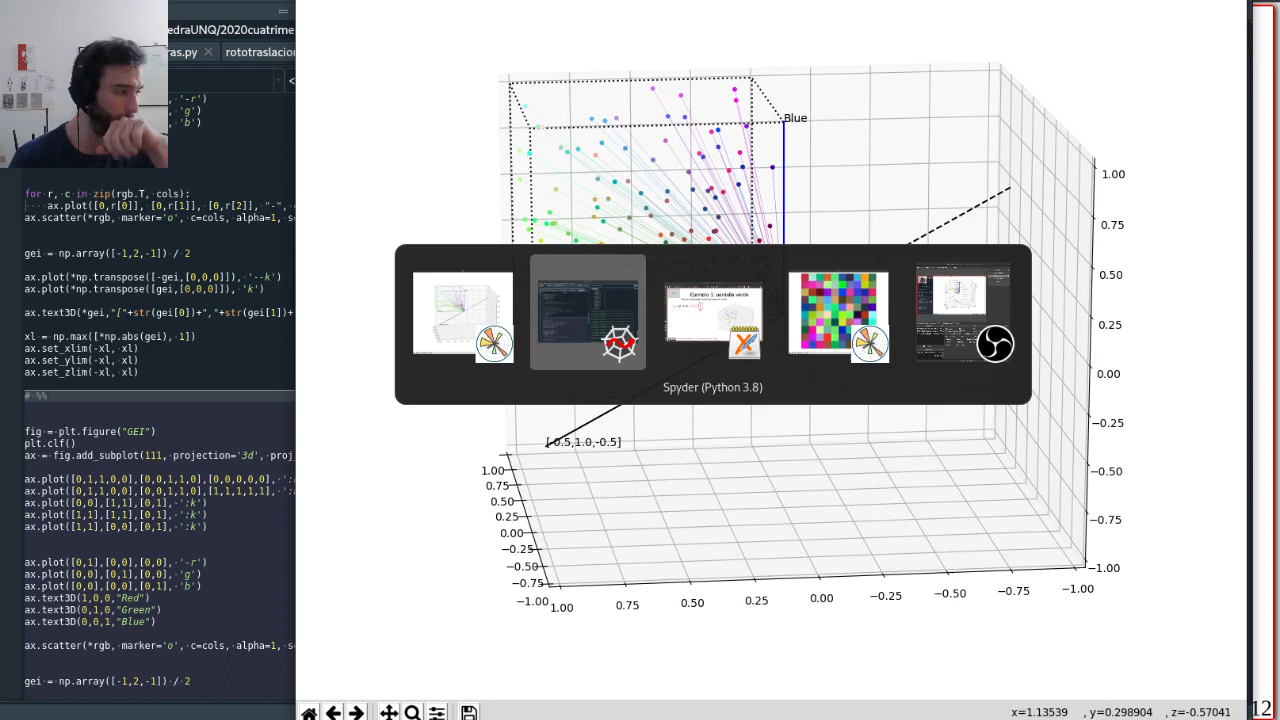 edraUNQ/2020cuatrime
ras.py
rototraslacion
,·'-r')
·'g')
·'b')
for·r,·c·in·zip(rgb.T,·cols):
····ax.plot([0,r[0]],·[0,r[1]],·[0,r[2]],·"-",·
ax.scatter(*rgb,·marker='o',·c=cols,·alpha=1,·s=
gei·=·np.array([-1,2,-1])·/·2
ax.plot(*np.transpose([-gei,[0,0,0]]),·'--k')
ax.plot(*np.transpose([gei,[0,0,0]]),·'k')
ax.text3D(*gei,"["+str(gei[0])+","+str(gei[1])+
xl·=·np.max([*np.abs(gei),·1])
ax.set_xlim(-xl,·xl)
ax.set_ylim(-xl,·xl)
ax.set_zlim(-xl,·xl)
#·%%
fig·=·plt.figure("GEI")
plt.clf()
ax·=·fig.add_subplot(111,·projection='3d',·proj
ax.plot([0,1,1,0,0],[0,0,1,1,0],[0,0,0,0,0],·':
ax.plot([0,1,1,0,0],[0,0,1,1,0],[1,1,1,1,1],·':
ax.plot([0,0],[1,1],[0,1],·':k')
ax.plot([1,1],[1,1],[0,1],·':k')
ax.plot([1,1],[0,0],[0,1],·':k')
ax.plot([0,1],[0,0],[0,0],·'-r')
ax.plot([0,0],[0,1],[0,0],·'g')
ax.plot([0,0],[0,0],[0,1],·'b')
ax.text3D(1,0,0,"Red")
ax.text3D(0,1,0,"Green")
ax.text3D(0,0,1,"Blue")
ax.scatter(*rgb,·marker='o',·c=cols,·alpha=1,·s=
gei·=·np.array([-1,2,-1])·/·2
Blue
1.00
0.75
0.50
0.25
0.00
−0.25
−0.50
−0.75
−1.00
Ejemplo 1: pantalla verde
Spyder (Python 3.8)
[-0.5,1.0,-0.5]
1.00
0.75
0.50
0.25
0.00
−0.25
−0.50
−0.75
−1.00
1.00
0.75
0.50
0.25
0.00
−0.25
−0.50
−0.75
−1.00
x=1.13539 , y=0.298904 , z=-0.57041
12